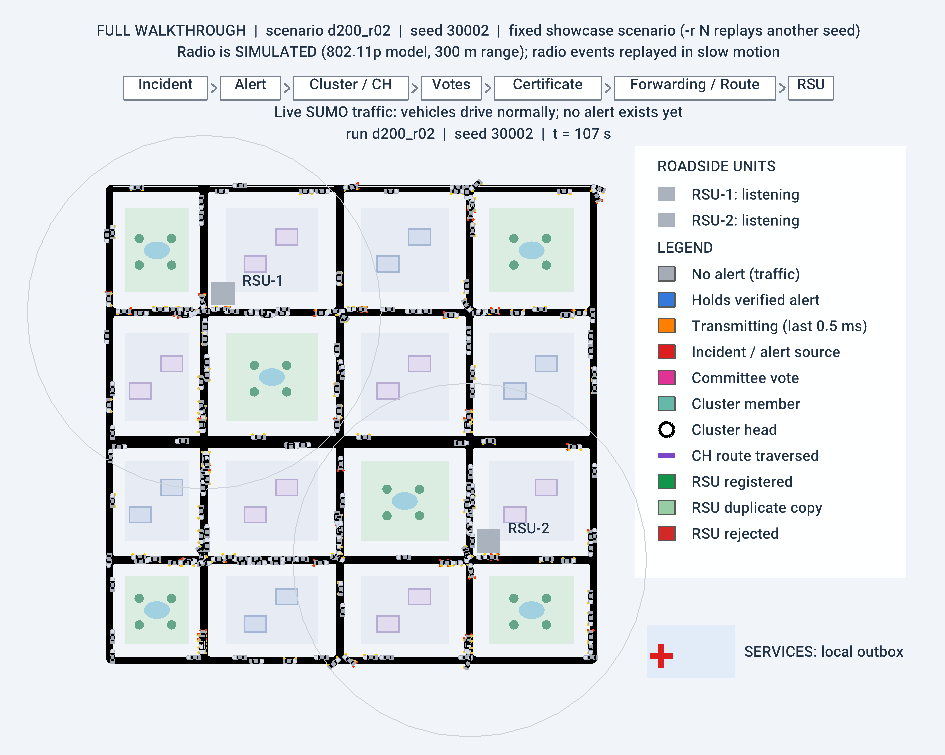 FULL WALKTHROUGH | scenario d200_r02 | seed 30002 | fixed showcase scenario (-r N replays another seed)
Radio is SIMULATED (802.11p model, 300 m range); radio events replayed in slow motion
Incident > Alert > Cluster / CH > Votes > Certificate > Forwarding / Route > RSU
Live SUMO traffic: vehicles drive normally; no alert exists yet
run d200_r02 | seed 30002 | t = 107 s
ROADSIDE UNITS
RSU-1: listening
RSU-2: listening
LEGEND
No alert (traffic)
Holds verified alert
Transmitting (last 0.5 ms)
Incident / alert source
Committee vote
Cluster member
Cluster head
CH route traversed
RSU registered
RSU duplicate copy
RSU rejected
RSU-1
RSU-2
SERVICES: local outbox